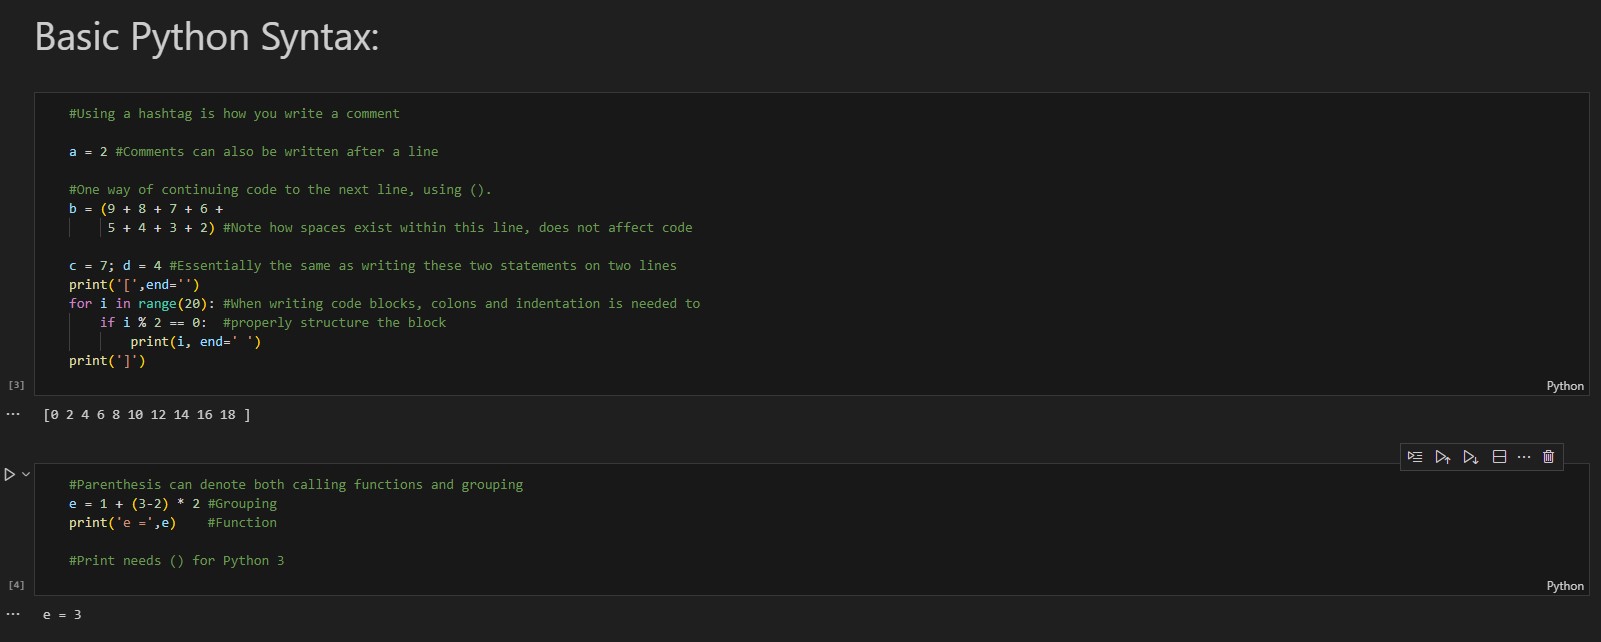 Basic Python Syntax:
#Using a hashtag is how you write a comment
a = 2 #Comments can also be written after a line
#One way of continuing code to the next line, using ().
b = (9 + 8 + 7 + 6 +
5 + 4 + 3 + 2) #Note how spaces exist within this line, does not affect code
c = 7; d = 4 #Essentially the same as writing these two statements on two lines
print('[',end='')
for i in range(20): #When writing code blocks, colons and indentation is needed to
if i % 2 == 0:  #properly structure the block
print(i, end=' ')
print(']')
[3]
Python
[0 2 4 6 8 10 12 14 16 18 ]
#Parenthesis can denote both calling functions and grouping
e = 1 + (3-2) * 2 #Grouping
print('e =',e)    #Function
#Print needs () for Python 3
[4]
Python
e = 3